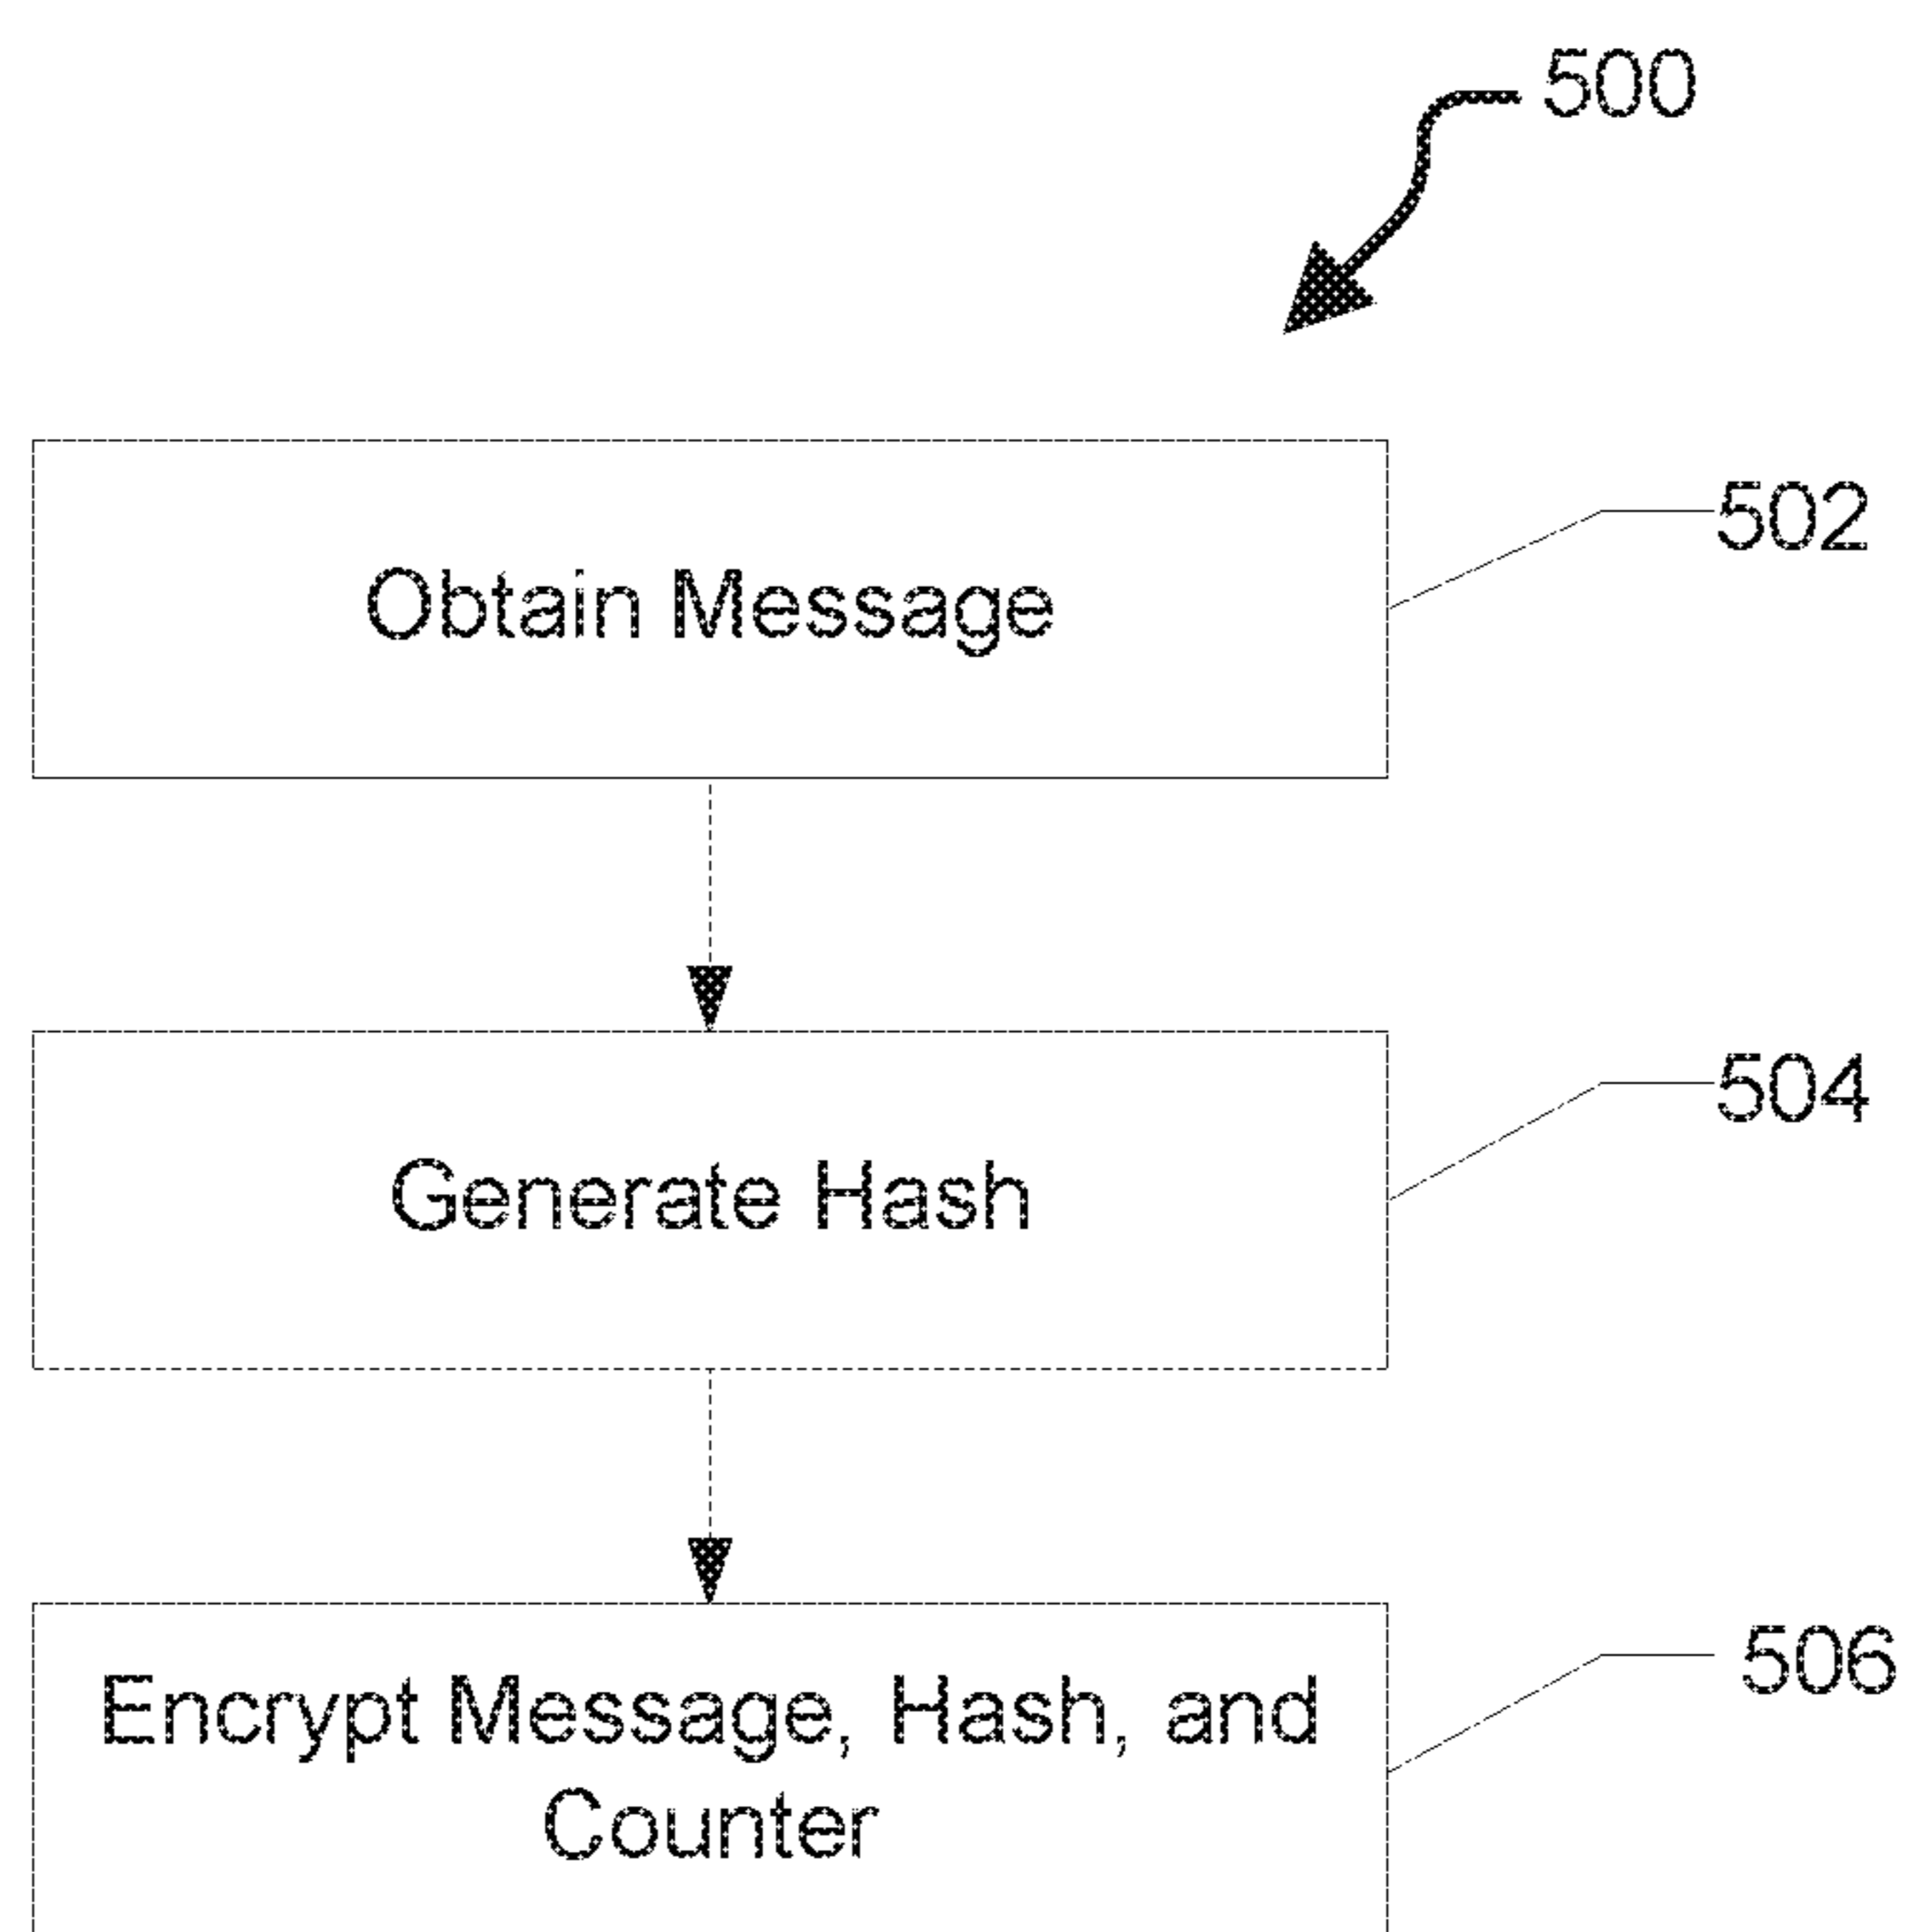 500
Obtain Message
502
Generate Hash
504
Encrypt Message, Hash, and
Counter
506